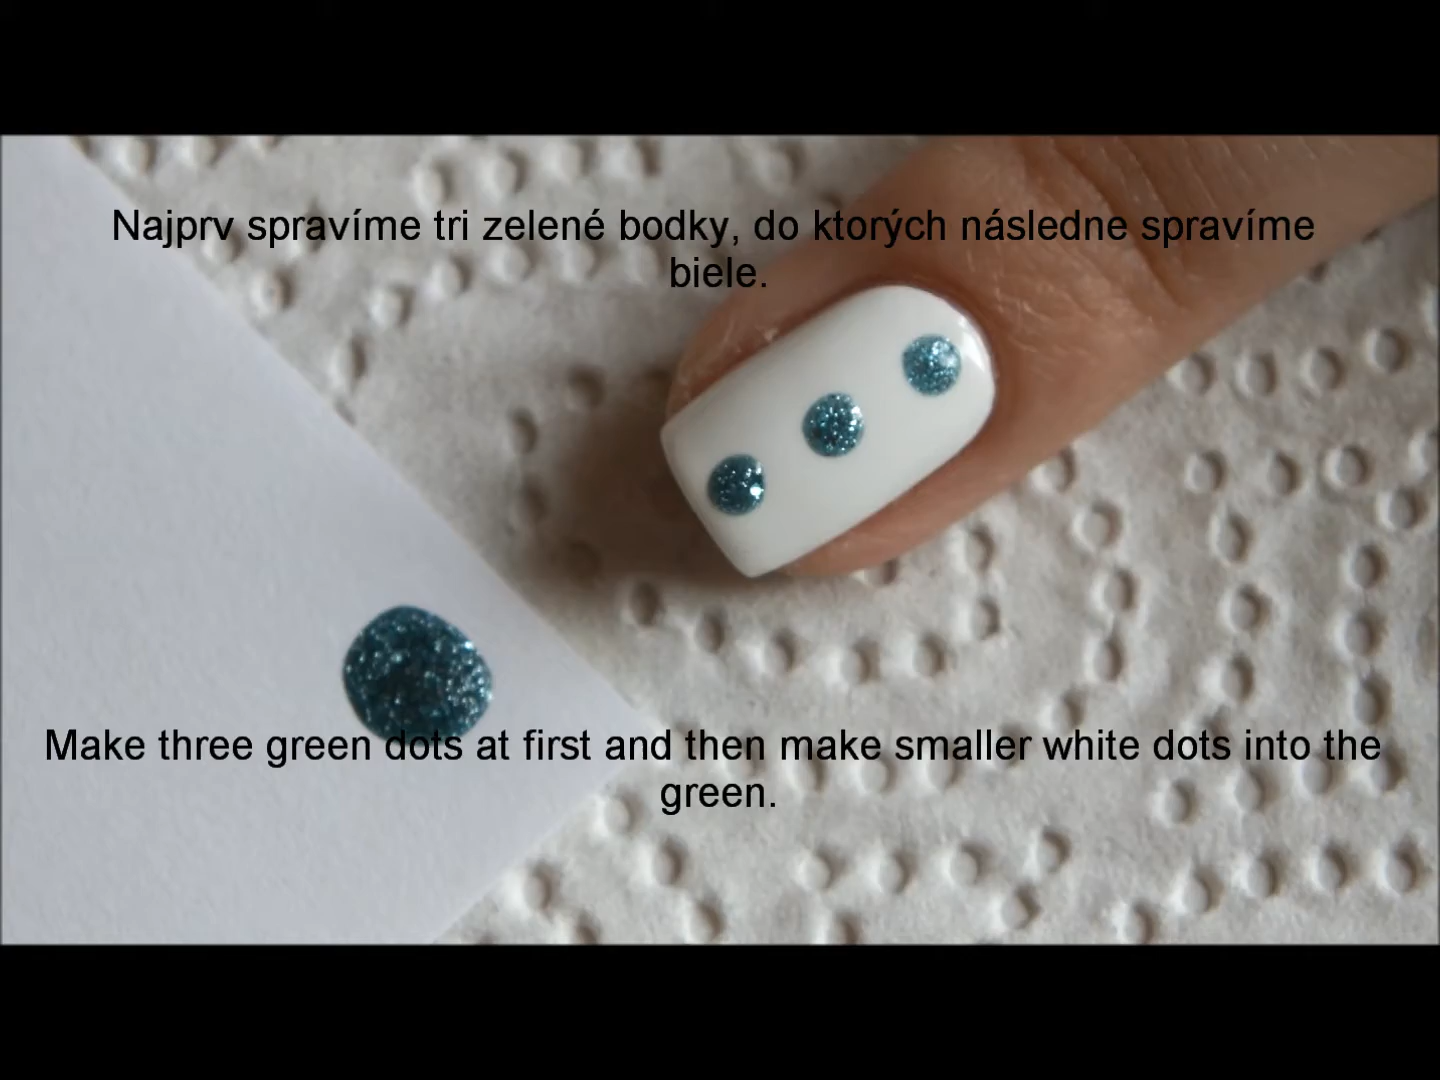 Najprv spravíme tri zelené bodky, do ktorých následne spravíme
biele.
Make three green dots at first and then make smaller white dots into the
green.